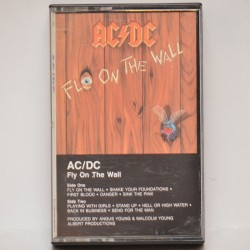 AC/DC
FLY ON THE WALL
AC/DC
Fly On The Wall
Side One
FLY ON THE WALL • SHAKE YOUR FOUNDATIONS •
FIRST BLOOD • DANGER • SINK THE PINK
Side Two
PLAYING WITH GIRLS • STAND UP • HELL OR HIGH WATER •
BACK IN BUSINESS • SEND FOR THE MAN
PRODUCED BY ANGUS YOUNG & MALCOLM YOUNG
ALBERT PRODUCTIONS